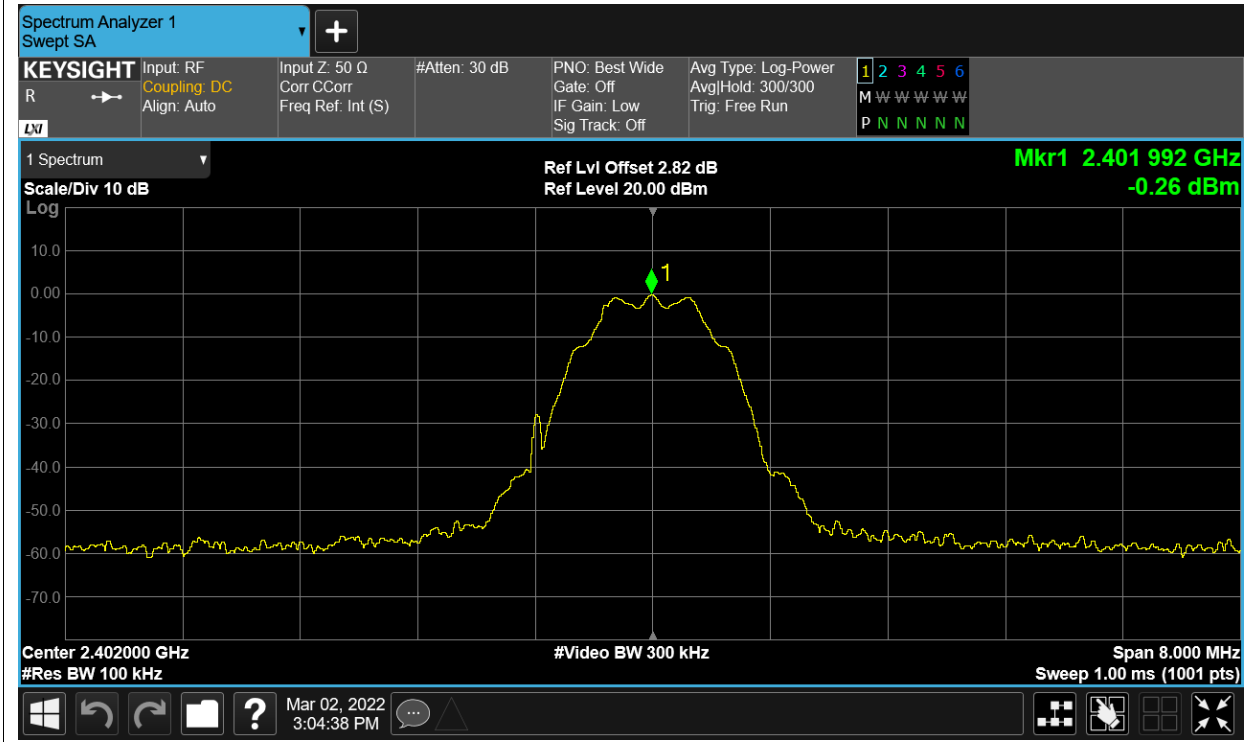 Spectrum Analyzer 1
Swept SA
KEYSIGHT
R
LXI
Input: RF
Coupling: DC
Align: Auto
Input Z: 50 Ω
Corr CCorr
Freq Ref: Int (S)
#Atten: 30 dB
PNO: Best Wide
Gate: Off
IF Gain: Low
Sig Track: Off
Avg Type: Log-Power
Avg|Hold: 300/300
Trig: Free Run
1 2 3 4 5 6
M W W W W W
P N N N N N
1 Spectrum
Scale/Div 10 dB
Log
Ref Lvl Offset 2.82 dB
Ref Level 20.00 dBm
Mkr1 2.401 992 GHz
-0.26 dBm
10.0
0.00
-10.0
-20.0
-30.0
-40.0
-50.0
-60.0
-70.0
1
Center 2.402000 GHz
#Res BW 100 kHz
#Video BW 300 kHz
Span 8.000 MHz
Sweep 1.00 ms (1001 pts)
?
Mar 02, 2022
3:04:38 PM